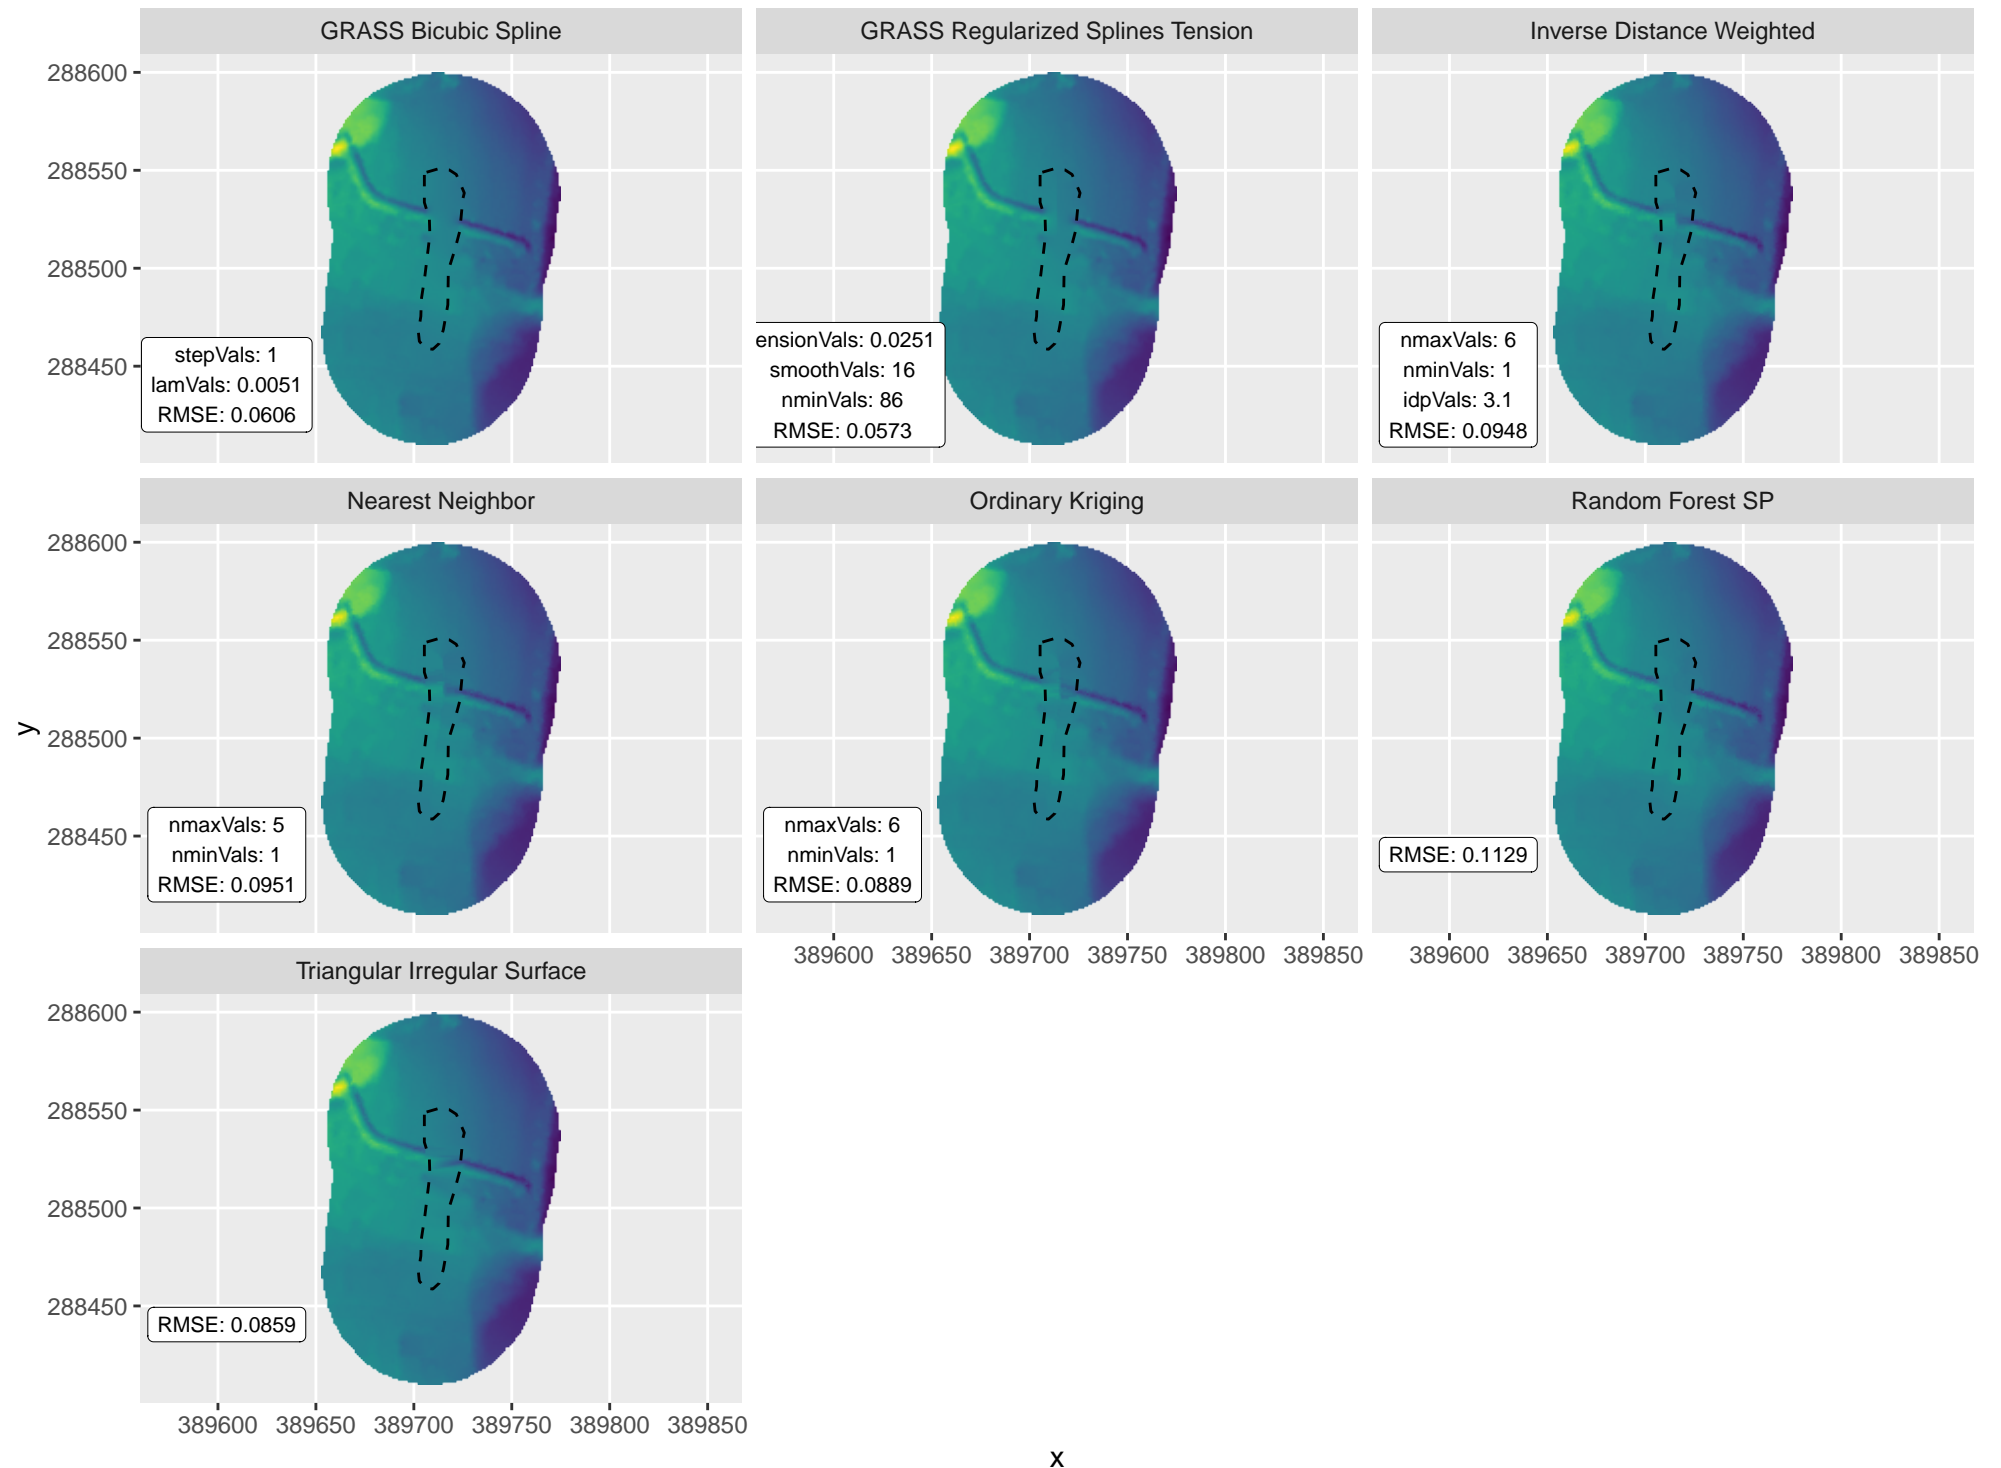 GRASS Bicubic Spline
GRASS Regularized Splines Tension
Inverse Distance Weighted
288600
288550
288500
288450
stepVals: 1
lamVals: 0.0051
RMSE: 0.0606
ensionVals: 0.0251
smoothVals: 16
nminVals: 86
RMSE: 0.0573
nmaxVals: 6
nminVals: 1
idpVals: 3.1
RMSE: 0.0948
Nearest Neighbor
Ordinary Kriging
Random Forest SP
288600
288550
288500
288450
nmaxVals: 5
nminVals: 1
RMSE: 0.0951
nmaxVals: 6
nminVals: 1
RMSE: 0.0889
RMSE: 0.1129
389600 389650 389700 389750 389800 389850
389600 389650 389700 389750 389800 389850
Triangular Irregular Surface
288600
288550
288500
288450
RMSE: 0.0859
389600 389650 389700 389750 389800 389850
y
x